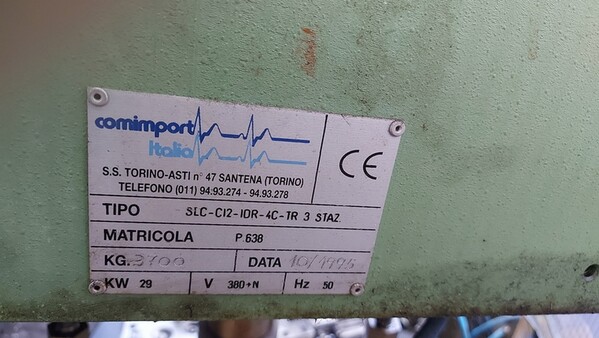 comimport
Italia
CE
S.S. TORINO-ASTI n° 47 SANTENA (TORINO)
TELEFONO (011) 94.93.274 - 94.93.278
TIPO SLC-C12-IDR-4C-TR 3 STAZ.
MATRICOLA P 638
KG. 3700 DATA 10/1995
KW 29 V 380+N Hz 50